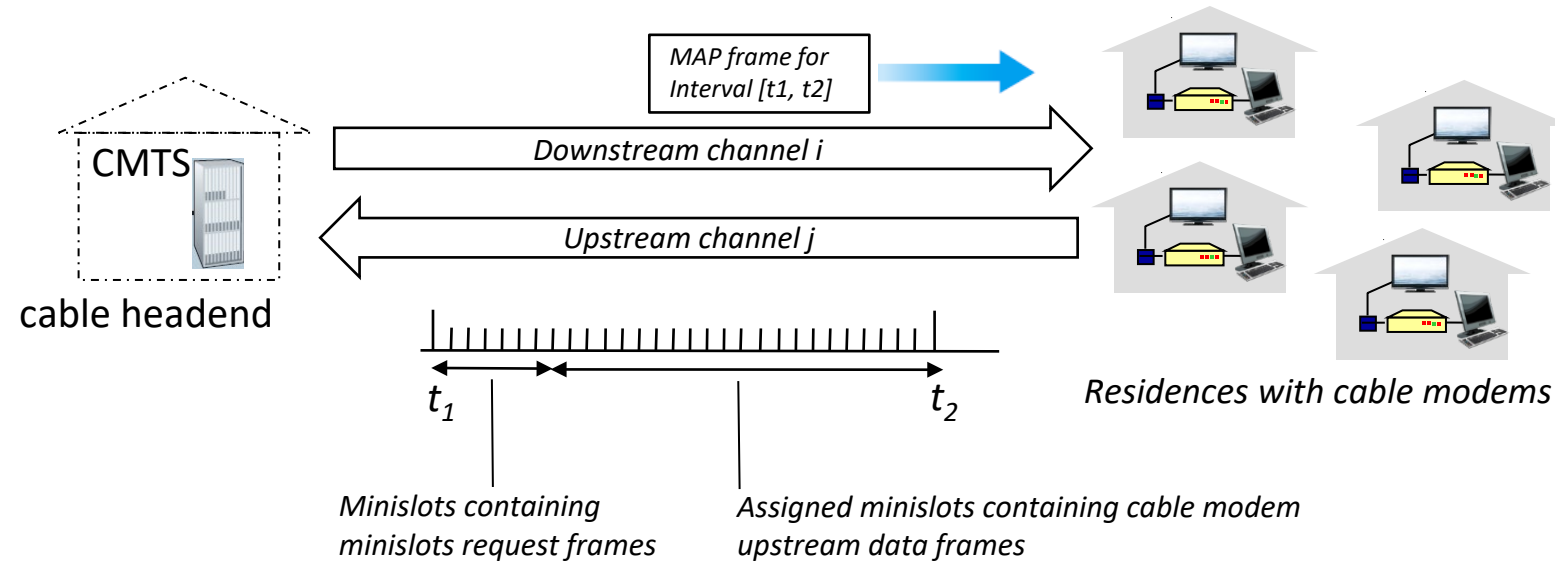 MAP frame for
Interval [t1, t2]
CMTS
Downstream channel i
Upstream channel j
cable headend
t1
t2
Residences with cable modems
Minislots containing
minislots request frames
Assigned minislots containing cable modem
upstream data frames